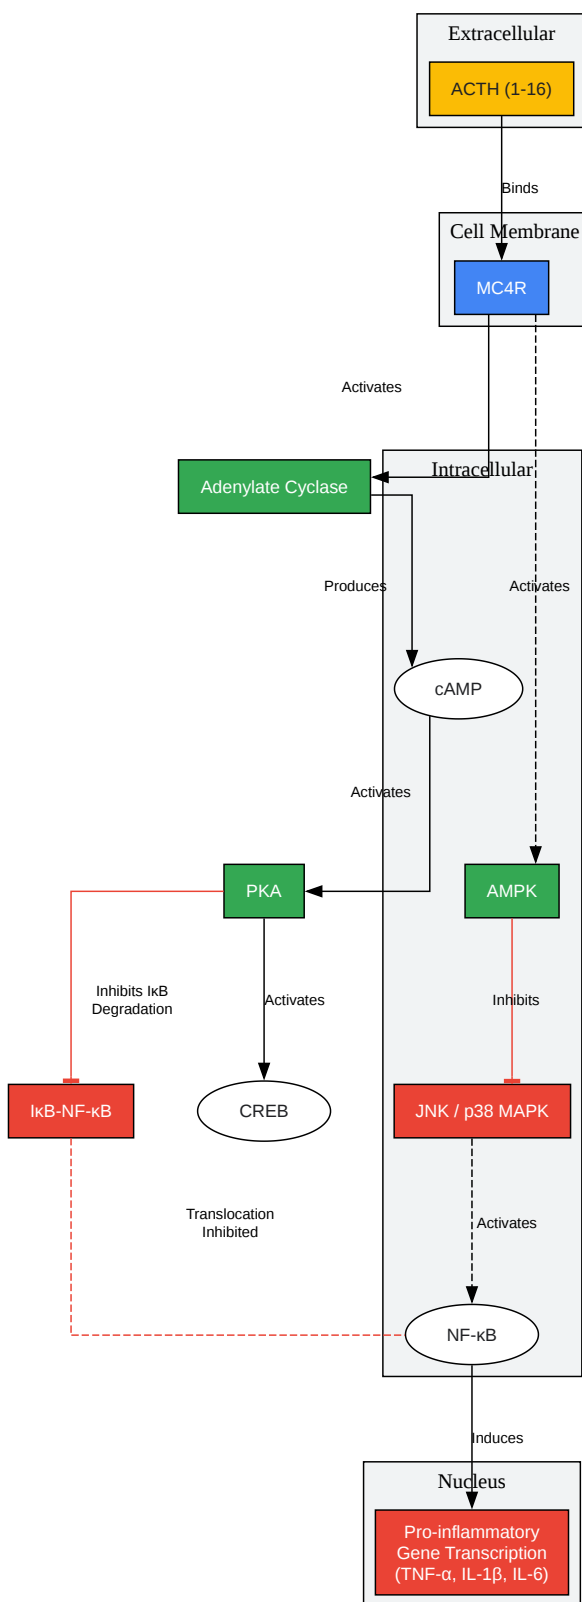 Extracellular
ACTH (1-16)
Binds
Cell Membrane
MC4R
Activates
Intracellular
Adenylate Cyclase
Produces
Activates
cAMP
Activates
PKA
AMPK
Inhibits IκB
Degradation
Activates
Inhibits
IκB-NF-κB
CREB
JNK / p38 MAPK
Translocation
Inhibited
Activates
NF-κB
Induces
Nucleus
Pro-inflammatory
Gene Transcription
(TNF-α, IL-1β, IL-6)